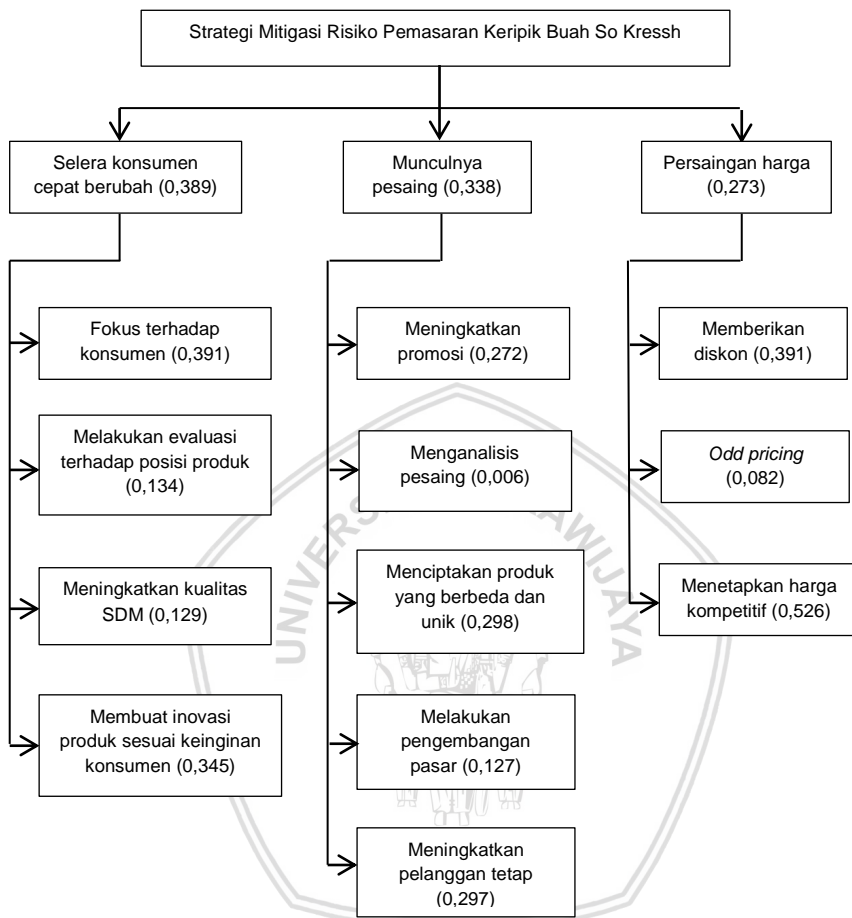 Strategi Mitigasi Risiko Pemasaran Keripik Buah So Kressh
Selera konsumen
cepat berubah (0,389)
Munculnya
pesaing (0,338)
Persaingan harga
(0,273)
Fokus terhadap
konsumen (0,391)
Melakukan evaluasi
terhadap posisi produk
(0,134)
Meningkatkan kualitas
SDM (0,129)
Membuat inovasi
produk sesuai keinginan
konsumen (0,345)
Meningkatkan
promosi (0,272)
Menganalisis
pesaing (0,006)
Menciptakan produk
yang berbeda dan
unik (0,298)
Melakukan
pengembangan
pasar (0,127)
Meningkatkan
pelanggan tetap
(0,297)
Memberikan
diskon (0,391)
Odd pricing
(0,082)
Menetapkan harga
kompetitif (0,526)